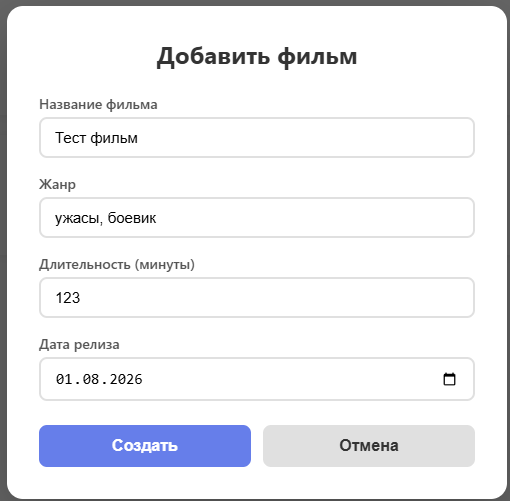 Добавить фильм
Название фильма
Тест фильм
Жанр
ужасы, боевик
Длительность (минуты)
123
Дата релиза
01.08.2026
Создать Отмена